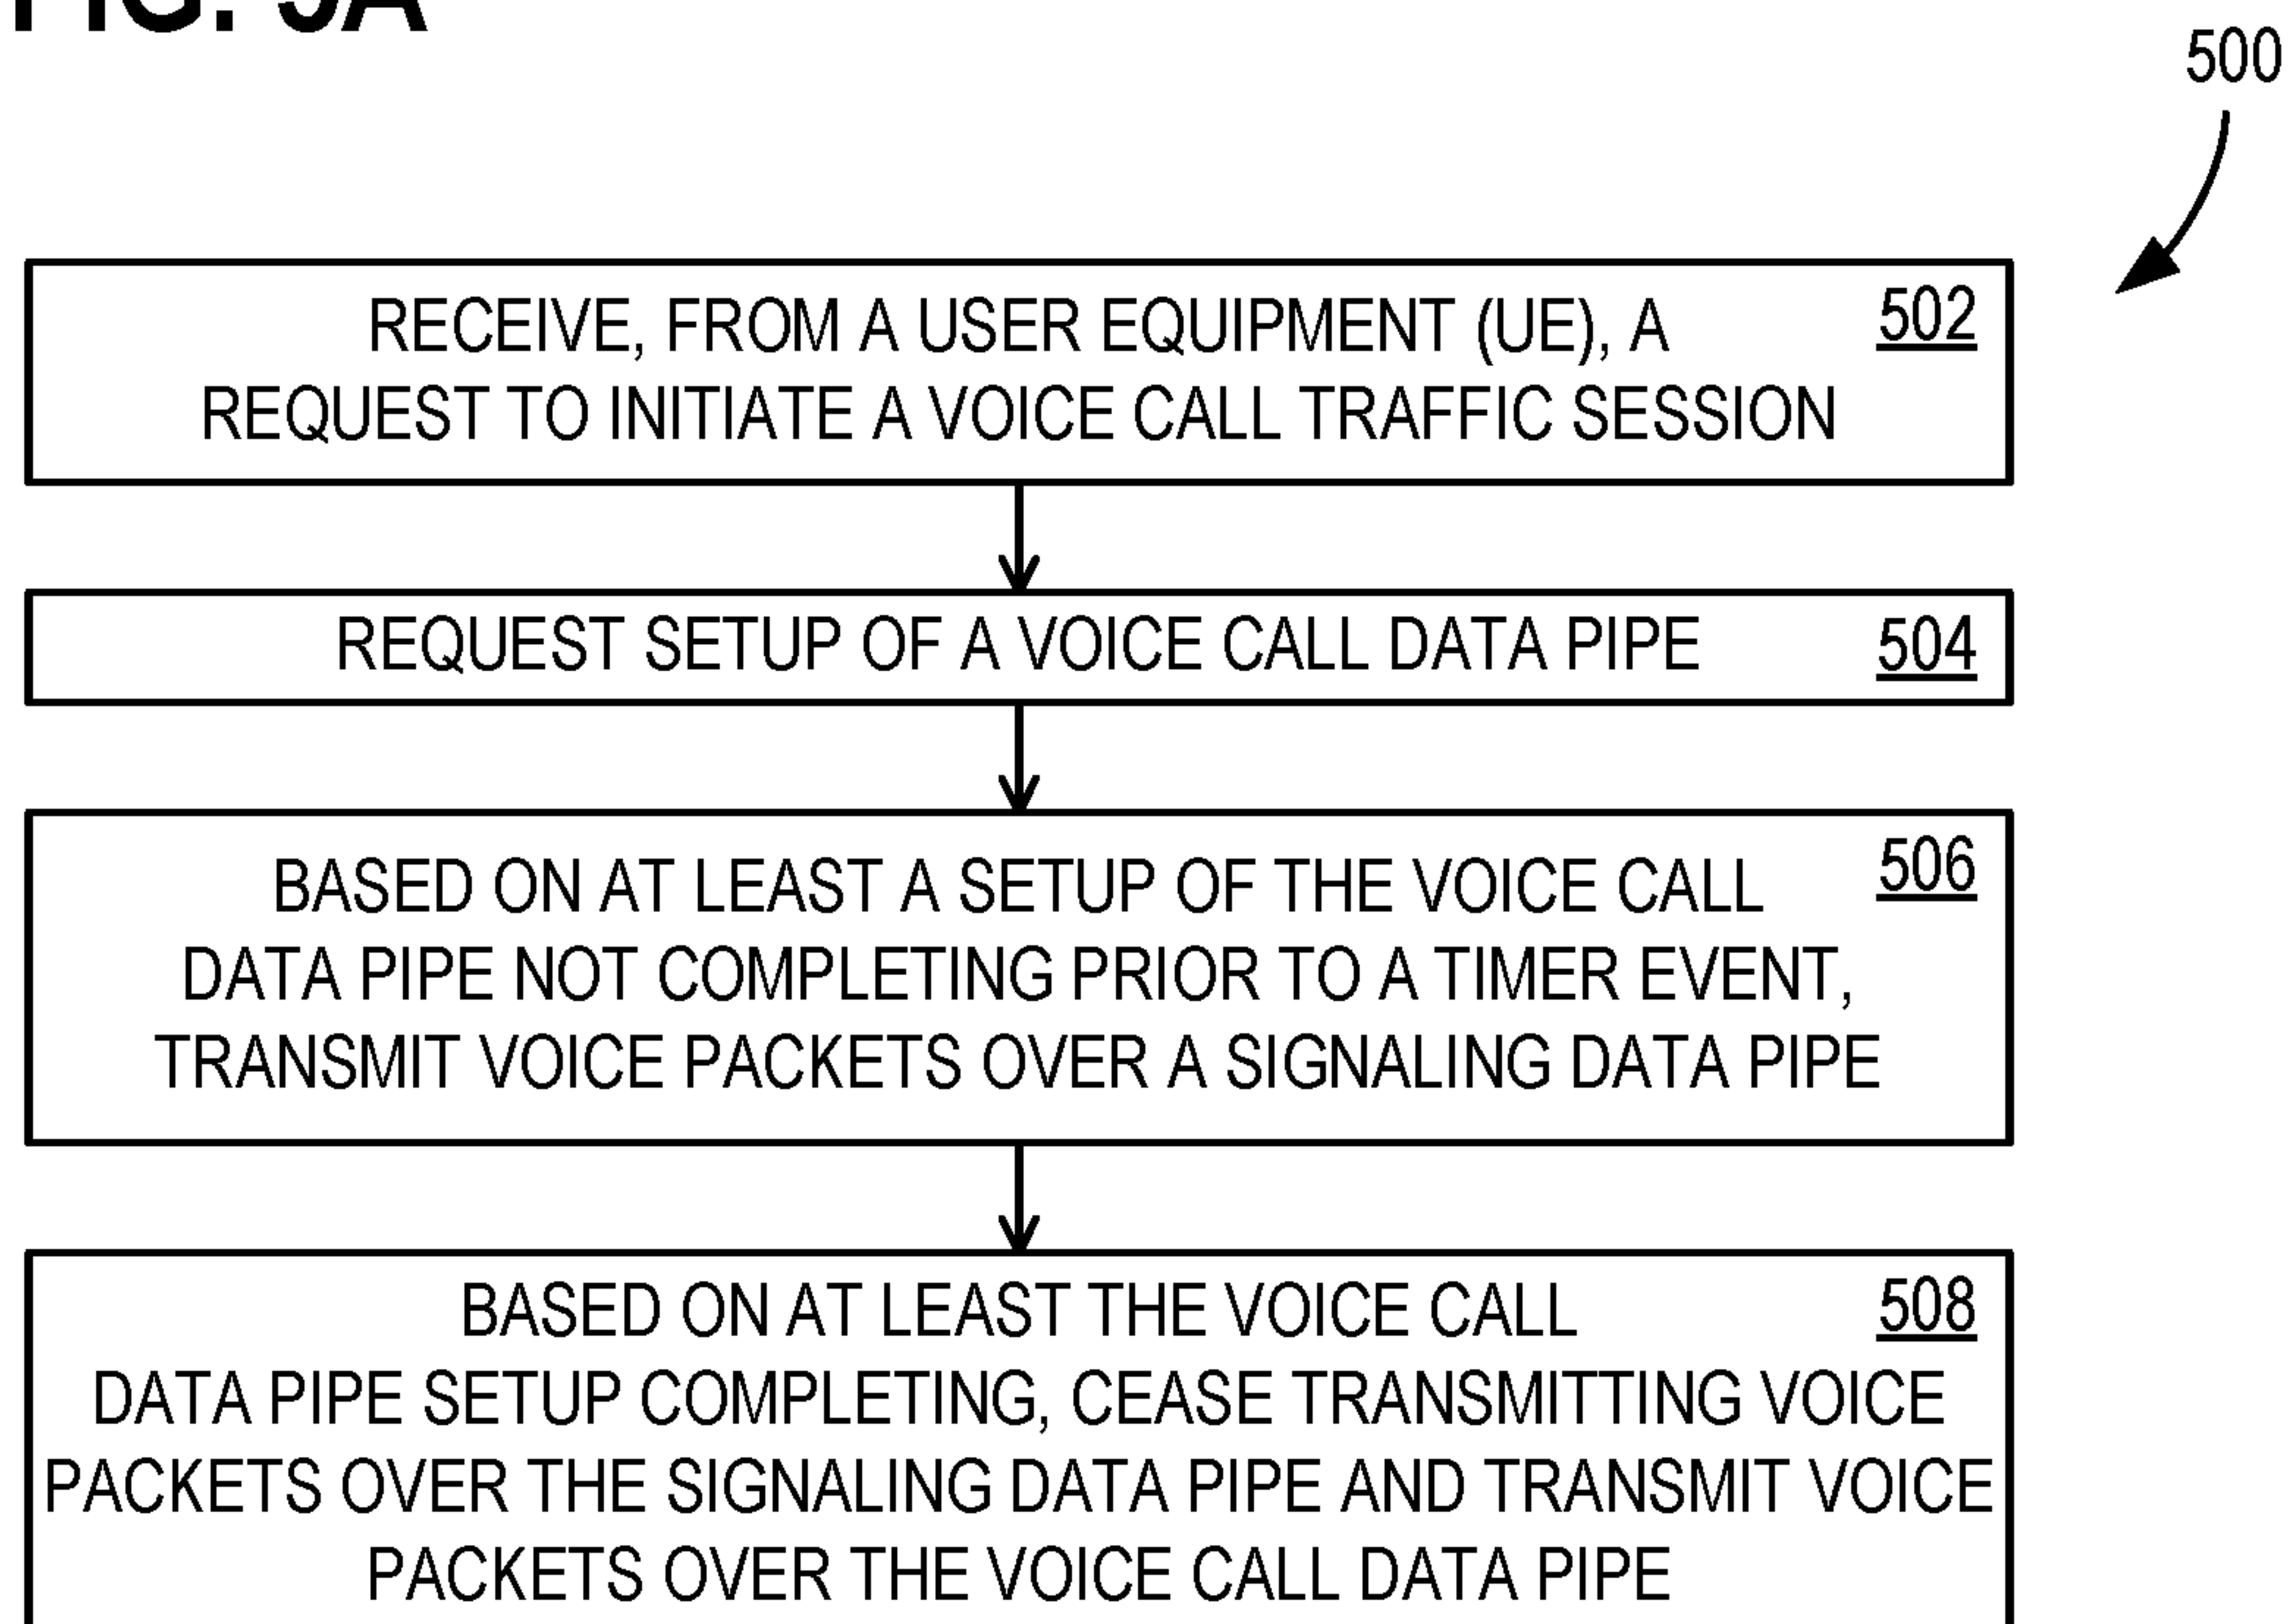 FIG. 5A
500
RECEIVE, FROM A USER EQUIPMENT (UE), A
502
REQUEST TO INITIATE A VOICE CALL TRAFFIC SESSION
REQUEST SETUP OF A VOICE CALL DATA PIPE
504
BASED ON AT LEAST A SETUP OF THE VOICE CALL
506
DATA PIPE NOT COMPLETING PRIOR TO A TIMER EVENT,
TRANSMIT VOICE PACKETS OVER A SIGNALING DATA PIPE
BASED ON AT LEAST THE VOICE CALL
508
DATA PIPE SETUP COMPLETING, CEASE TRANSMITTING VOICE
PACKETS OVER THE SIGNALING DATA PIPE AND TRANSMIT VOICE
PACKETS OVER THE VOICE CALL DATA PIPE